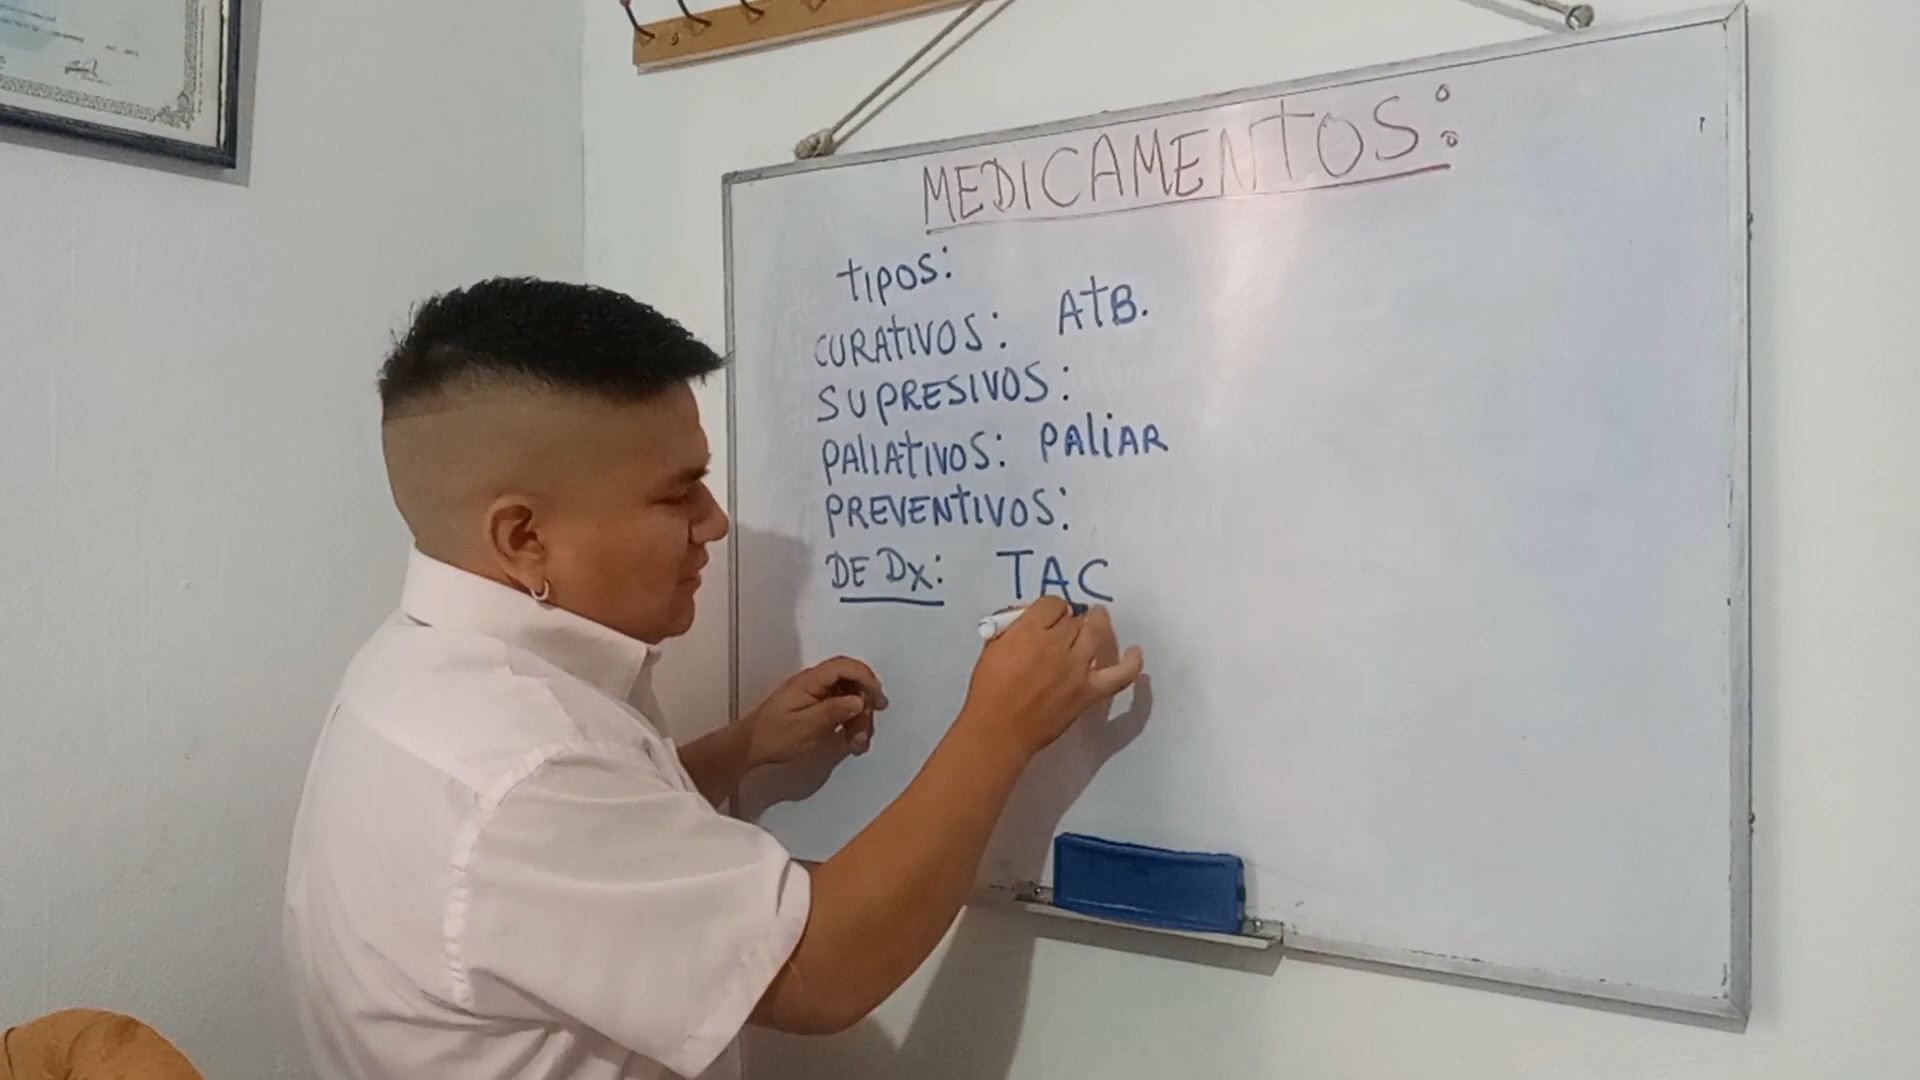 MEDICAMENTOS:
TIPOS:
CURATIVOS: ATB.
SUPRESIVOS:
PALIATIVOS: PALIAR
PREVENTIVOS:
DE Dx: TAC